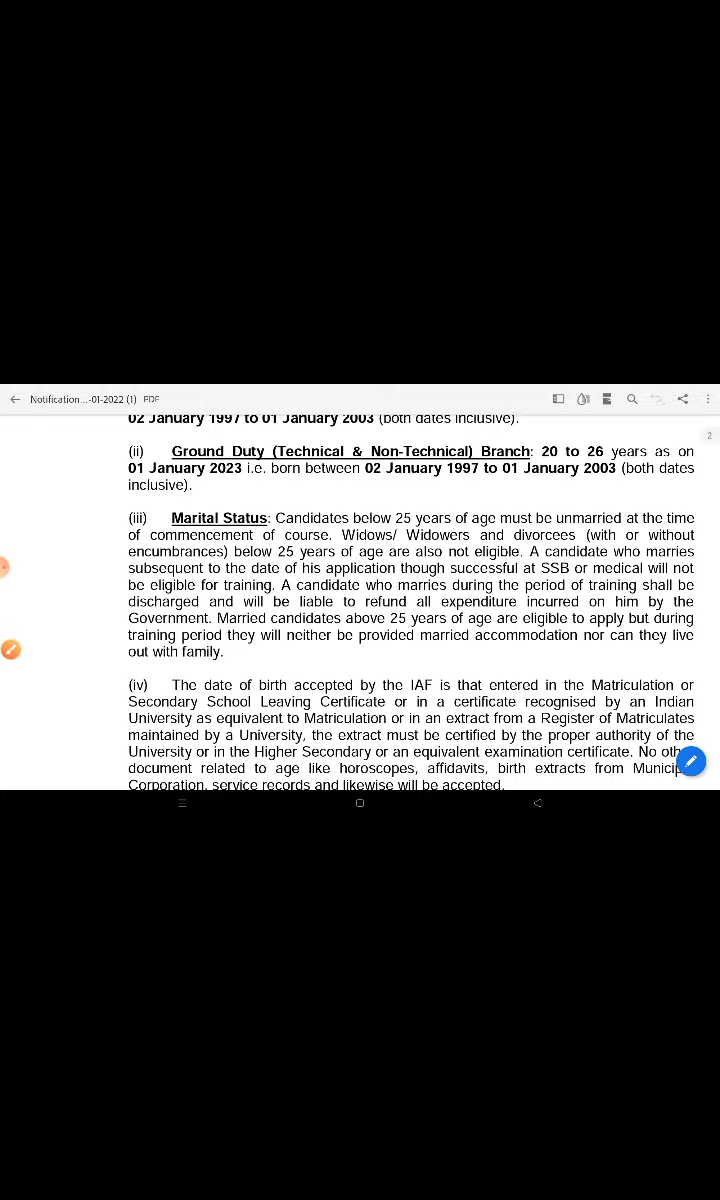 Notification...-01-2022 (1) PDF
2
02 January 1997 to 01 January 2003 (both dates inclusive).
(ii) Ground Duty (Technical & Non-Technical) Branch: 20 to 26 years as on
01 January 2023 i.e. born between 02 January 1997 to 01 January 2003 (both dates
inclusive).
(iii) Marital Status: Candidates below 25 years of age must be unmarried at the time
of commencement of course. Widows/ Widowers and divorcees (with or without
encumbrances) below 25 years of age are also not eligible. A candidate who marries
subsequent to the date of his application though successful at SSB or medical will not
be eligible for training. A candidate who marries during the period of training shall be
discharged and will be liable to refund all expenditure incurred on him by the
Government. Married candidates above 25 years of age are eligible to apply but during
training period they will neither be provided married accommodation nor can they live
out with family.
(iv) The date of birth accepted by the IAF is that entered in the Matriculation or
Secondary School Leaving Certificate or in a certificate recognised by an Indian
University as equivalent to Matriculation or in an extract from a Register of Matriculates
maintained by a University, the extract must be certified by the proper authority of the
University or in the Higher Secondary or an equivalent examination certificate. No oth
document related to age like horoscopes, affidavits, birth extracts from Municip
Corporation, service records and likewise will be accepted.